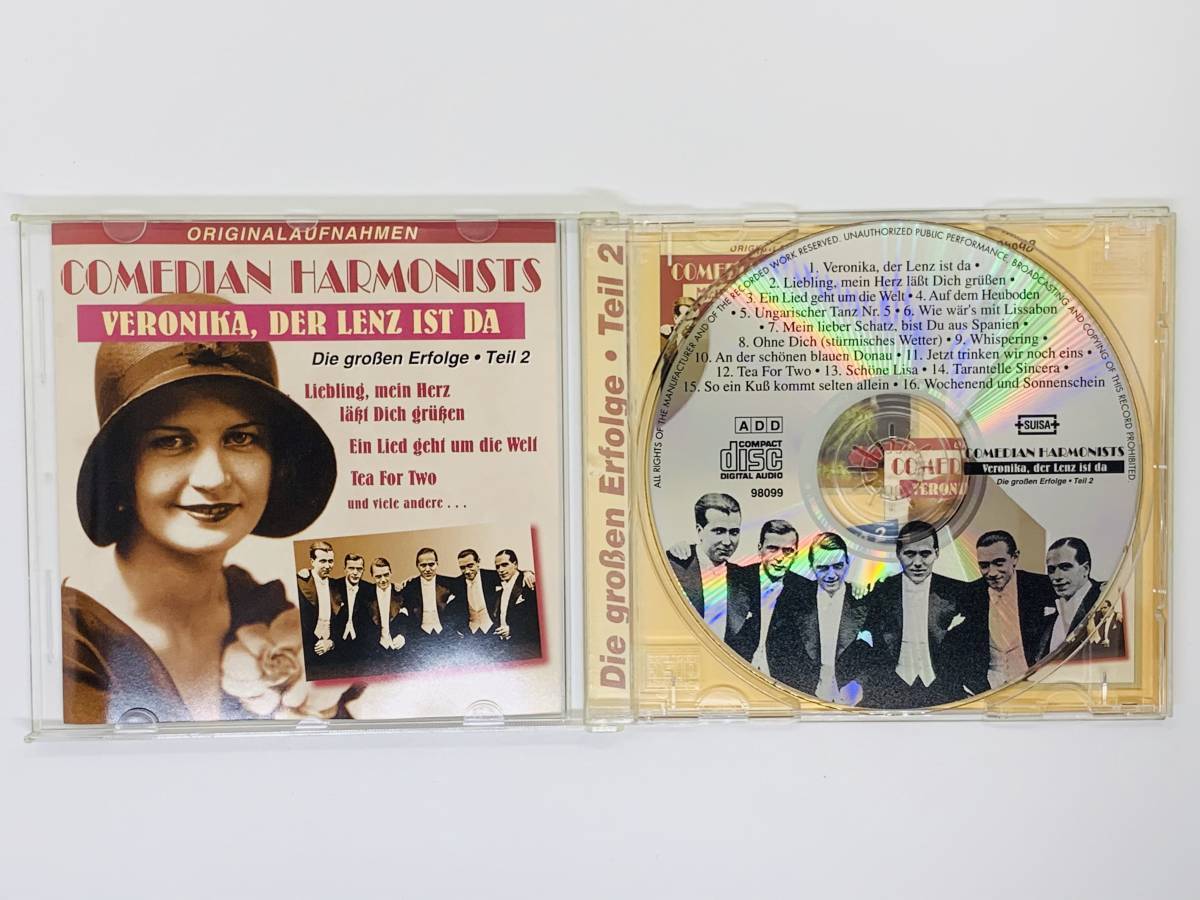 ORIGINALAUFNAHMEN
COMEDIAN HARMONISTS
VERONIKA, DER LENZ IST DA
Die großen Erfolge • Teil 2
Liebling, mein Herz
läßt Dich grüßen
Ein Lied geht um die Welt
Tea For Two
und viele andere . . .
Die großen Erfolge • Teil 2
ALL RIGHTS OF THE MANUFACTURER AND OF THE RECORDED WORK RESERVED. UNAUTHORIZED PUBLIC PERFORMANCE, BROADCASTING AND COPYING OF THIS RECORD PROHIBITED.
1. Veronika, der Lenz ist da •
2. Liebling, mein Herz läßt Dich grüßen •
3. Ein Lied geht um die Welt • 4. Auf dem Heuboden
• 5. Ungarischer Tanz Nr. 5 • 6. Wie wär's mit Lissabon
• 7. Mein lieber Schatz, bist Du aus Spanien •
8. Ohne Dich (stürmisches Wetter) • 9. Whispering •
10. An der schönen blauen Donau • 11. Jetzt trinken wir noch eins •
12. Tea For Two • 13. Schöne Lisa • 14. Tarantelle Sincera •
15. So ein Kuß kommt selten allein • 16. Wochenend und Sonnenschein
ADD
COMPACT
disc
DIGITAL AUDIO
98099
SUISA
COMEDIAN HARMONISTS
Veronika, der Lenz ist da
Die großen Erfolge • Teil 2
COMED
VERONI
2